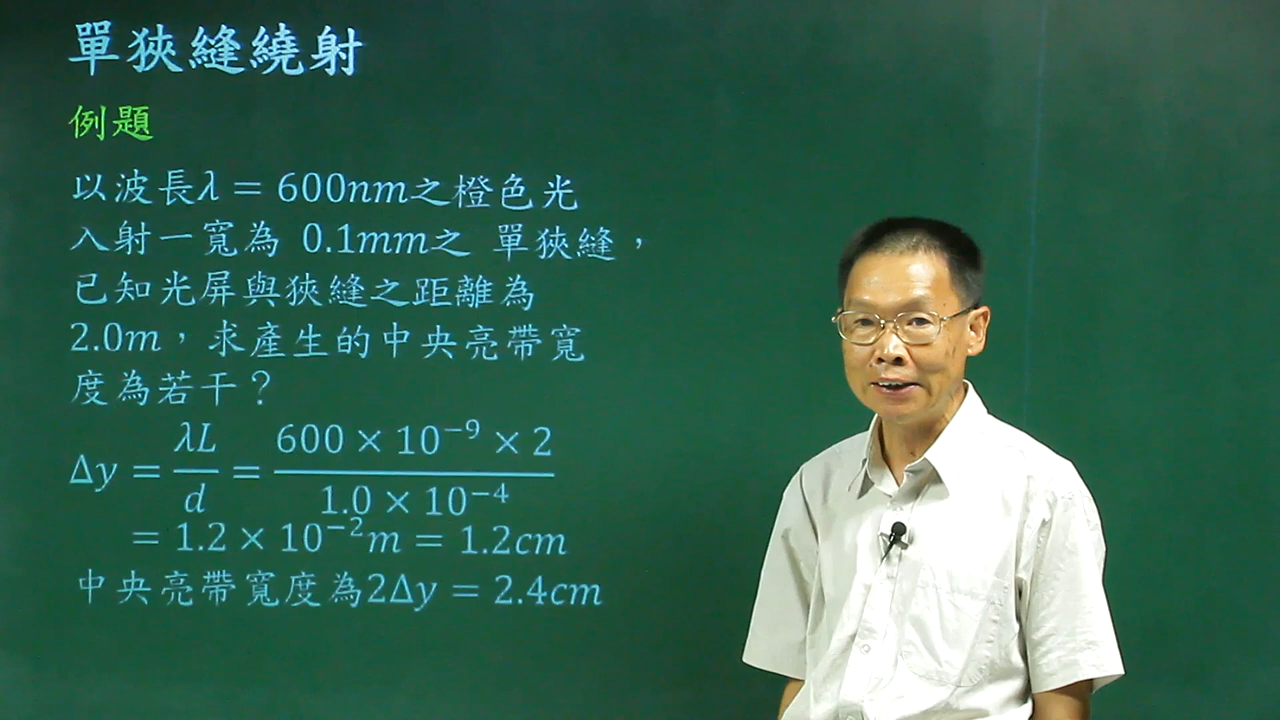 單狹縫繞射
例題
以波長λ = 600nm之橙色光
入射一寬為 0.1mm之 單狹縫，
已知光屏與狹縫之距離為
2.0m，求產生的中央亮帶寬
度為若干？
Δy = λL/d = (600 × 10⁻⁹ × 2)/(1.0 × 10⁻⁴)
= 1.2 × 10⁻²m = 1.2cm
中央亮帶寬度為2Δy = 2.4cm